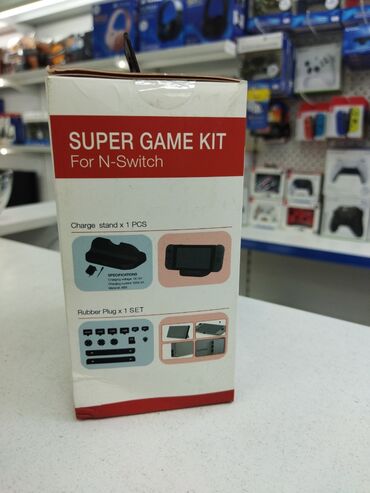 SUPER GAME KIT
For N-Switch
Charge stand x 1 PCS
SPECIFICATIONS
Rubber Plug x 1 SET